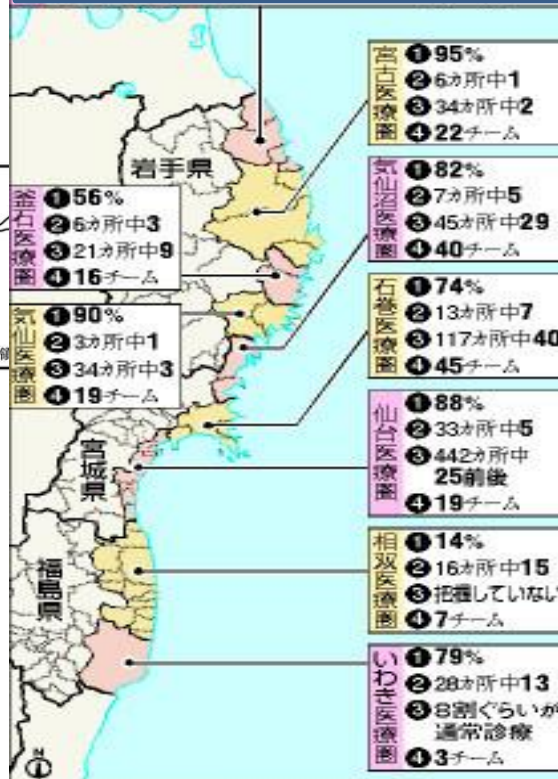 宮古医療圏
❶95%
❷6カ所中1
❸34カ所中2
❹22チーム
岩手県
気仙沼医療圏
❶82%
❷7カ所中5
❸45カ所中29
❹40チーム
釜石医療圏
❶56%
❷6カ所中3
❸21カ所中9
❹16チーム
石巻医療圏
❶74%
❷13カ所中7
❸117カ所中40
❹45チーム
気仙医療圏
❶90%
❷3カ所中1
❸34カ所中3
❹19チーム
仙台医療圏
❶88%
❷33カ所中5
❸442カ所中
25前後
❹19チーム
宮城県
相双医療圏
❶14%
❷16カ所中15
❸把握していない
❹7チーム
福島県
いわき医療圏
❶79%
❷28カ所中13
❸8割ぐらいが
通常診療
❹3チーム
N